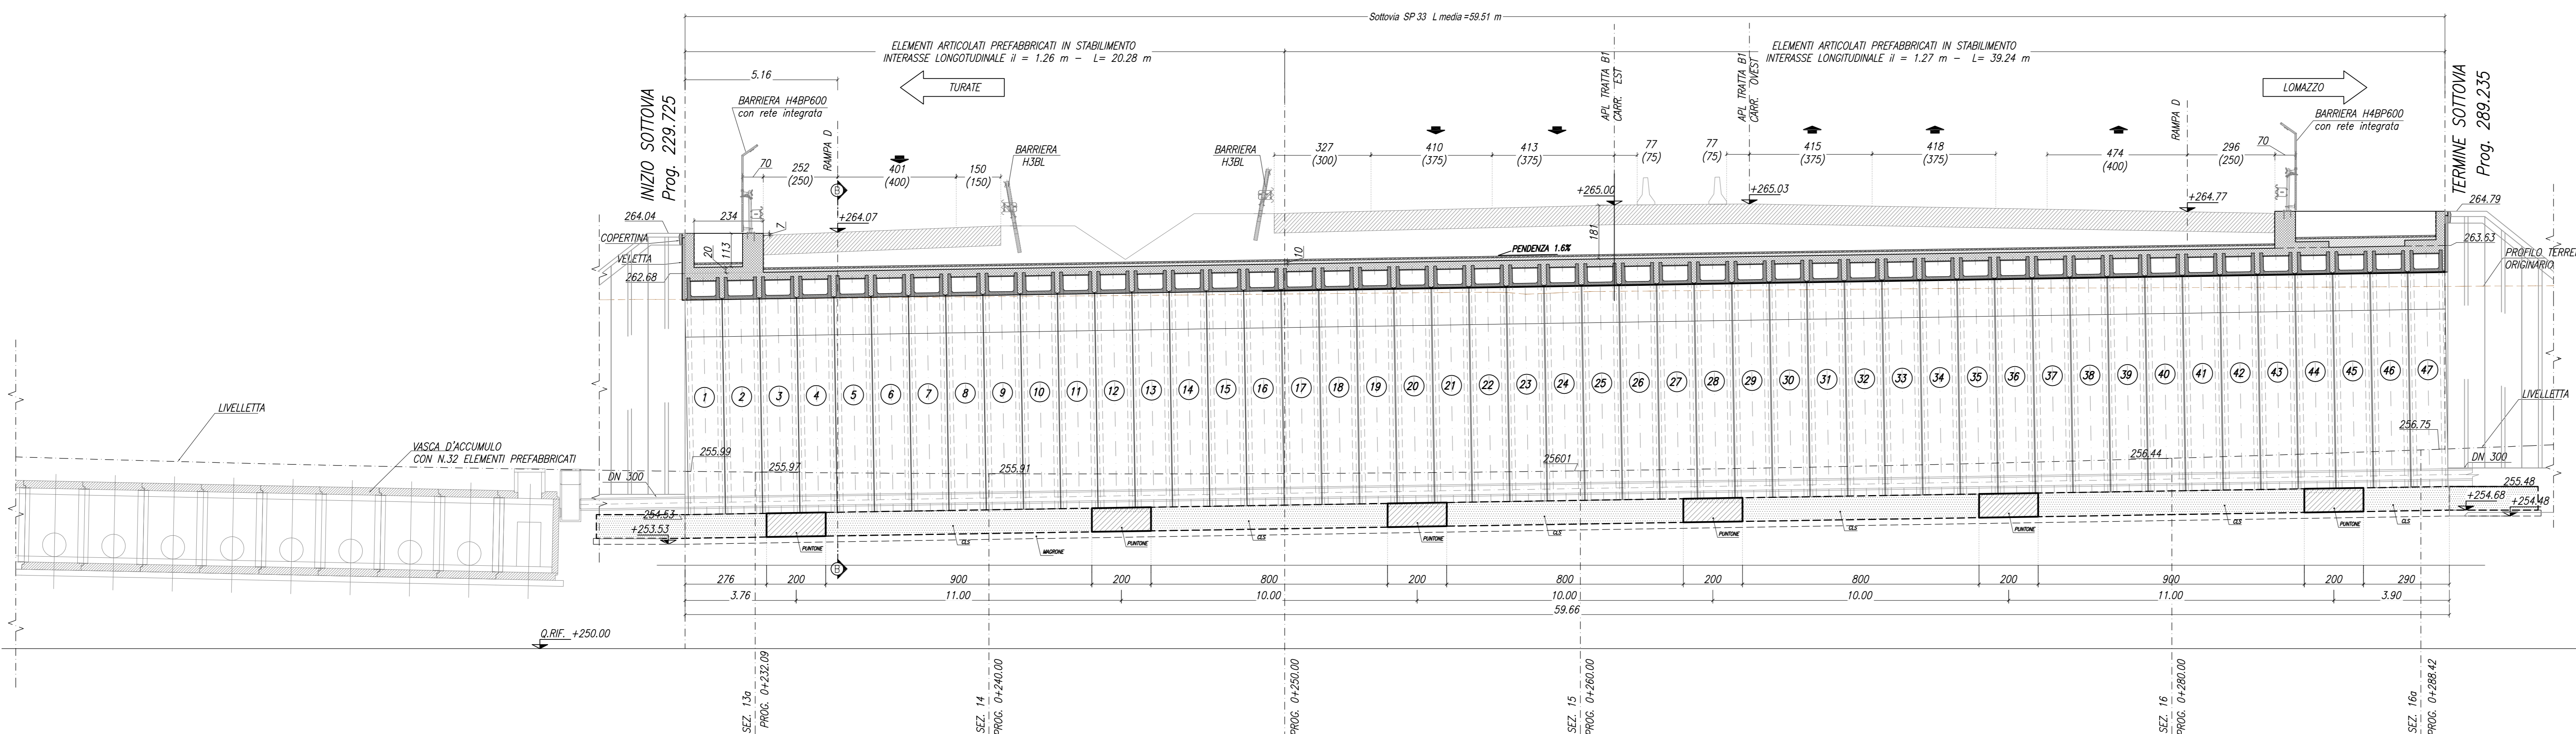 Sottovia SP 33 L media =59.51 m
ELEMENTI ARTICOLATI PREFABBRICATI IN STABILIMENTO
INTERASSE LONGOTUDINALE il = 1.26 m - L= 20.28 m
ELEMENTI ARTICOLATI PREFABBRICATI IN STABILIMENTO
INTERASSE LONGITUDINALE il = 1.27 m - L= 39.24 m
5.16
TURATE
LOMAZZO
INIZIO SOTTOVIA
Prog. 229.725
TERMINE SOTTOVIA
Prog. 289.235
BARRIERA H4BP600
con rete integrata
BARRIERA H4BP600
con rete integrata
APL TRATTA B1
CARR. EST
APL TRATTA B1
CARR. OVEST
RAMPA D
RAMPA D
BARRIERA
H3BL
BARRIERA
H3BL
70
252
(250)
401
(400)
150
(150)
327
(300)
410
(375)
413
(375)
77
(75)
77
(75)
415
(375)
418
(375)
474
(400)
296
(250)
70
B
+264.07
+265.00
+265.03
+264.77
264.04
234
7
20
113
181
10
PENDENZA 1.6%
264.79
263.63
COPERTINA
VELETTA
262.68
PROFILO TERRE
ORIGINARIO
1 2 3 4 5 6 7 8 9 10 11 12 13 14 15 16 17 18 19 20 21 22 23 24 25 26 27 28 29 30 31 32 33 34 35 36 37 38 39 40 41 42 43 44 45 46 47
LIVELLETTA
LIVELLETTA
VASCA D'ACCUMULO
CON N.32 ELEMENTI PREFABBRICATI
DN 300
255.99
255.97
255.91
25601
256.44
256.75
DN 300
255.48
+254.68
+254.48
254.53
+253.53
PUNTONE
CLS
MAGRONE
PUNTONE
CLS
PUNTONE
CLS
PUNTONE
CLS
PUNTONE
CLS
PUNTONE
CLS
B
276 200 900 200 800 200 800 200 800 200 900 200 290
3.76 11.00 10.00 10.00 10.00 11.00 3.90
59.66
Q.RIF. +250.00
SEZ. 13a
PROG. 0+232.09
SEZ. 14
PROG. 0+240.00
PROG. 0+250.00
SEZ. 15
PROG. 0+260.00
SEZ. 16
PROG. 0+280.00
SEZ. 16a
PROG. 0+288.42